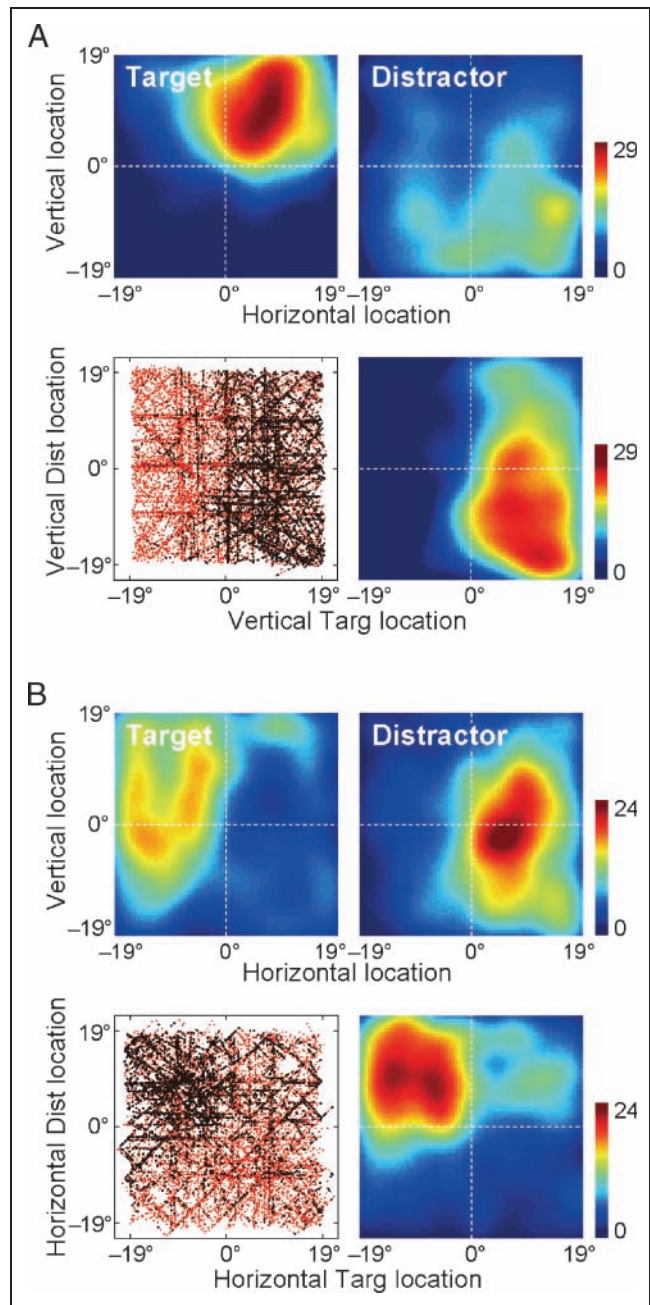 A
Target
Distractor
Vertical location
19°
0°
–19°
–19° 0° 19°
Horizontal location
29
0
Vertical Dist location
19°
0°
–19°
–19° 0° 19°
Vertical Targ location
19°
0°
–19°
–19° 0° 19°
29
0
B
Target
Distractor
Vertical location
19°
0°
–19°
–19° 0° 19°
Horizontal location
24
0
Horizontal Dist location
19°
0°
–19°
–19° 0° 19°
Horizontal Targ location
–19° 0° 19°
24
0